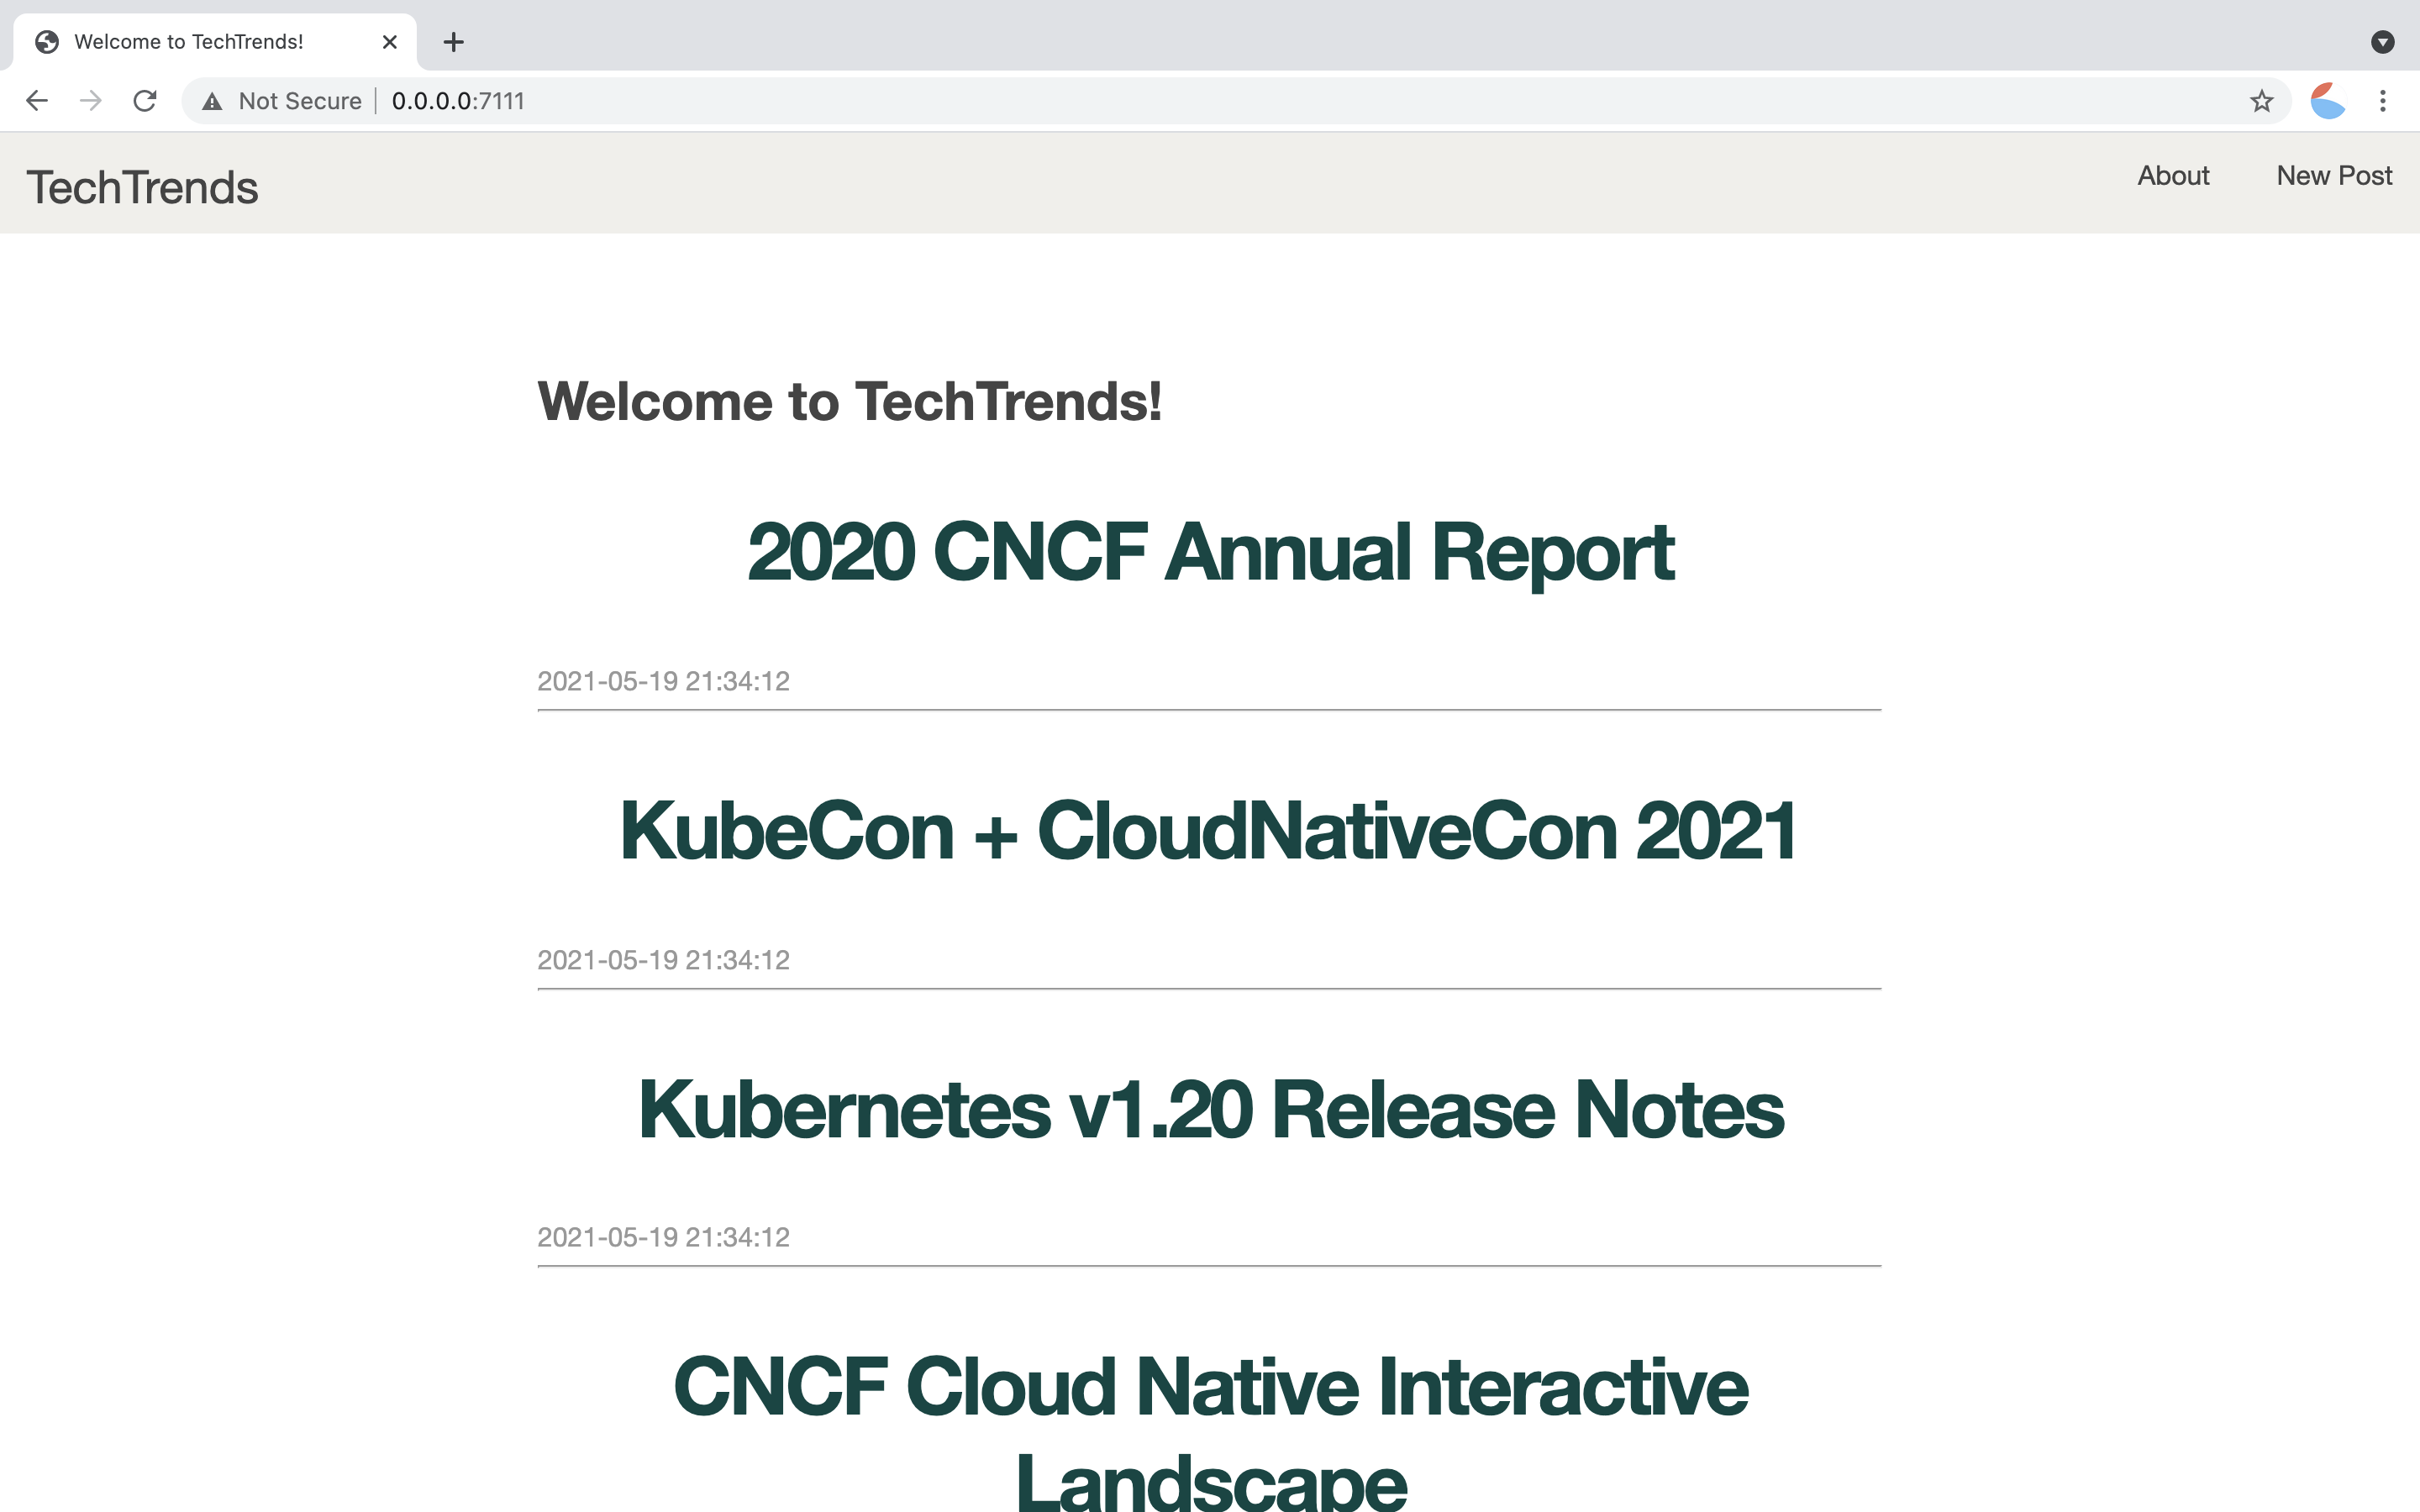 Welcome to TechTrends!
Not Secure | 0.0.0.0:7111
TechTrends
About
New Post
Welcome to TechTrends!
2020 CNCF Annual Report
2021-05-19 21:34:12
KubeCon + CloudNativeCon 2021
2021-05-19 21:34:12
Kubernetes v1.20 Release Notes
2021-05-19 21:34:12
CNCF Cloud Native Interactive
Landscape